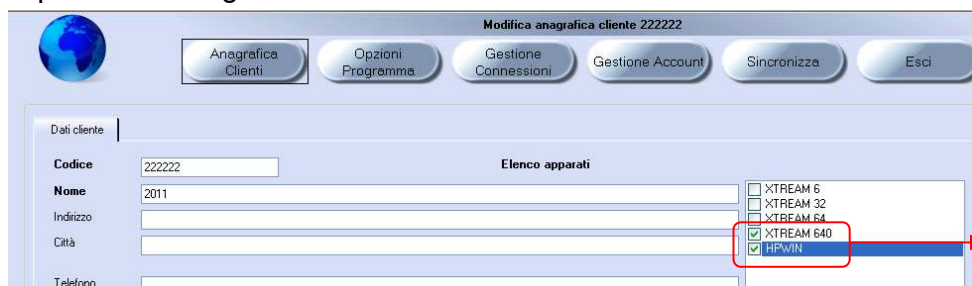 Modifica anagrafica cliente 222222
Anagrafica
Clienti
Opzioni
Programma
Gestione
Connessioni
Gestione Account
Sincronizza
Esci
Dati cliente
Codice
222222
Elenco apparati
Nome
2011
Indirizzo
Città
Telefono
XTREAM 6
XTREAM 32
XTREAM 64
XTREAM 640
HPWIN